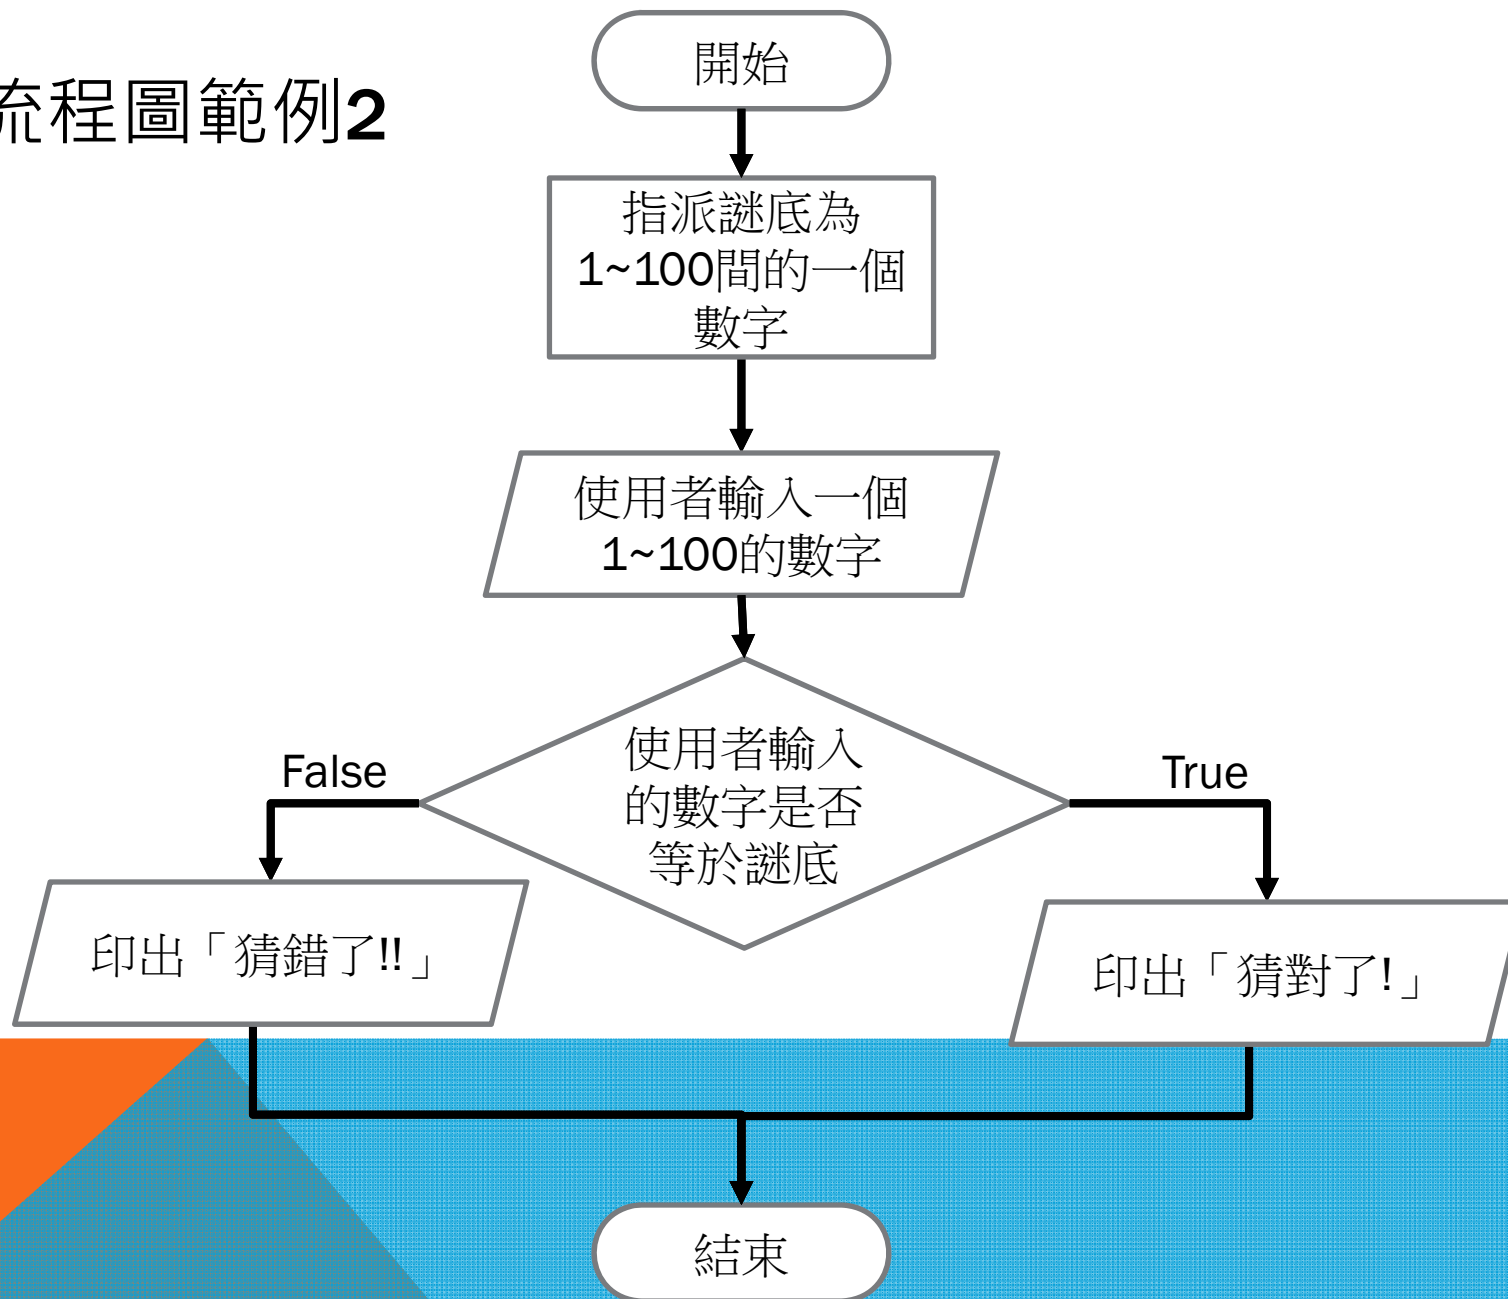 流程圖範例2
開始
指派謎底為
1~100間的一個
數字
使用者輸入一個
1~100的數字
使用者輸入
的數字是否
等於謎底
False
True
印出「猜錯了!!」
印出「猜對了!」
結束